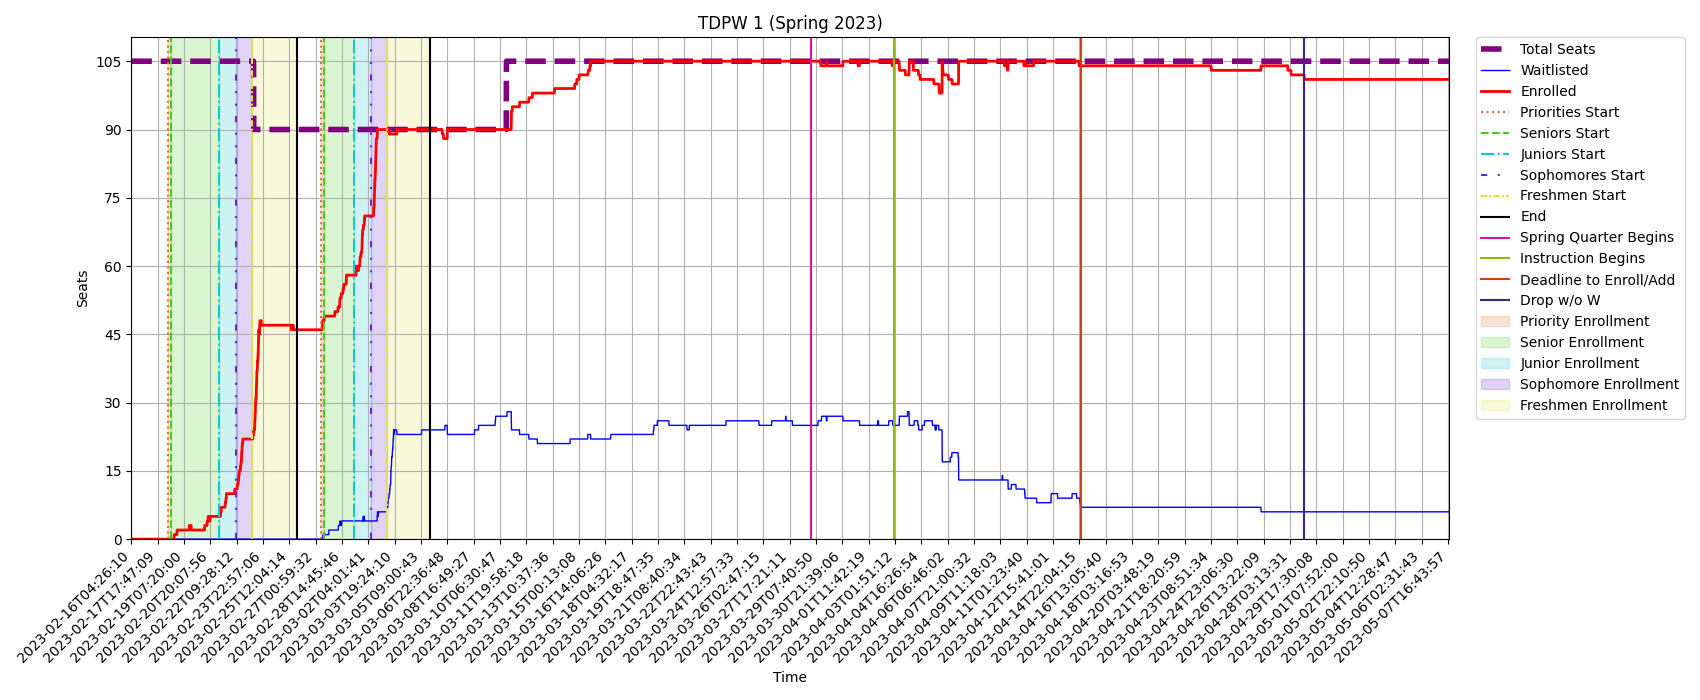 TDPW 1 (Spring 2023)
Seats
105
90
75
60
45
30
15
0
2023-02-16T04:26:10
2023-02-17T17:47:09
2023-02-19T07:20:00
2023-02-20T20:07:56
2023-02-22T09:28:12
2023-02-23T22:57:06
2023-02-25T12:04:14
2023-02-27T00:59:32
2023-02-28T14:45:46
2023-03-02T04:01:41
2023-03-03T19:24:10
2023-03-05T09:00:43
2023-03-06T22:36:48
2023-03-08T16:49:27
2023-03-10T06:30:47
2023-03-11T19:58:18
2023-03-13T10:37:36
2023-03-15T00:13:08
2023-03-16T14:06:26
2023-03-18T04:32:17
2023-03-19T18:47:35
2023-03-21T08:40:34
2023-03-22T22:43:43
2023-03-24T12:57:33
2023-03-26T02:47:15
2023-03-27T17:21:11
2023-03-29T07:40:50
2023-03-30T21:39:06
2023-04-01T11:42:19
2023-04-03T01:51:12
2023-04-04T16:26:54
2023-04-06T06:46:02
2023-04-07T21:00:32
2023-04-09T11:18:03
2023-04-11T01:23:40
2023-04-12T15:41:01
2023-04-14T22:04:15
2023-04-16T13:05:40
2023-04-18T03:16:53
2023-04-20T03:48:19
2023-04-21T18:20:59
2023-04-23T08:51:34
2023-04-24T23:06:30
2023-04-26T13:22:09
2023-04-28T03:13:31
2023-04-29T17:30:08
2023-05-01T07:52:00
2023-05-02T22:10:50
2023-05-04T12:28:47
2023-05-06T02:31:43
2023-05-07T16:43:57
Time
Total Seats
Waitlisted
Enrolled
Priorities Start
Seniors Start
Juniors Start
Sophomores Start
Freshmen Start
End
Spring Quarter Begins
Instruction Begins
Deadline to Enroll/Add
Drop w/o W
Priority Enrollment
Senior Enrollment
Junior Enrollment
Sophomore Enrollment
Freshmen Enrollment